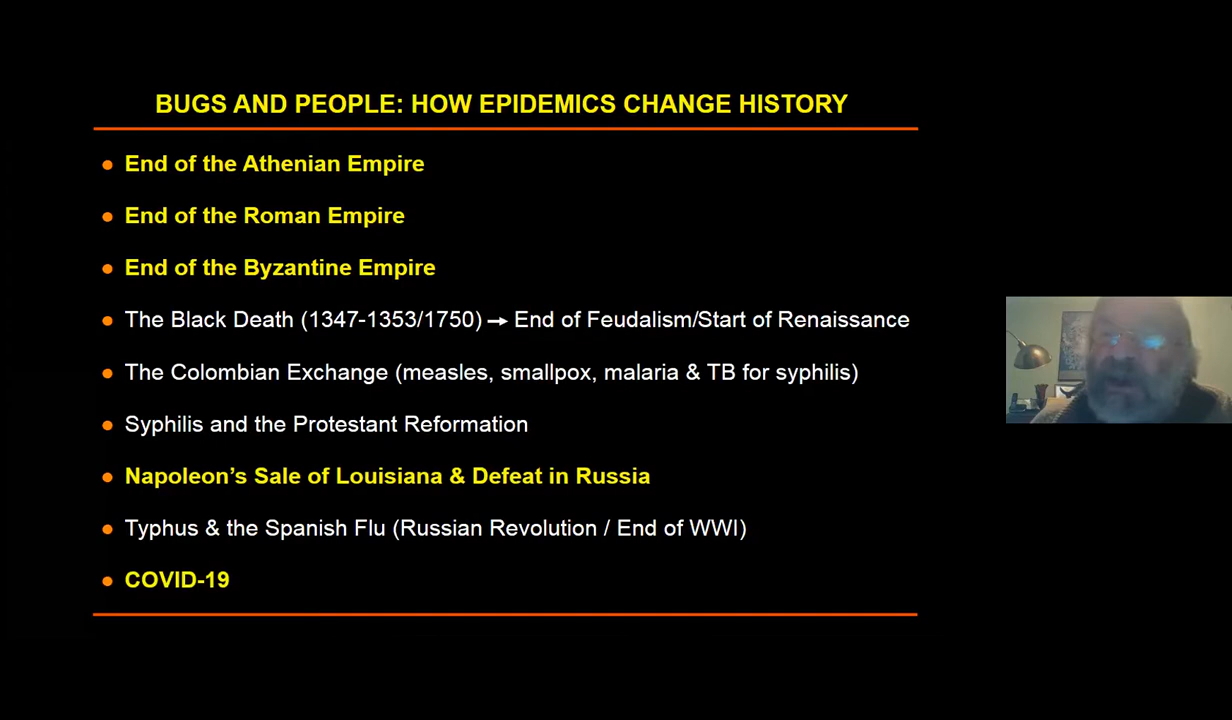 BUGS AND PEOPLE: HOW EPIDEMICS CHANGE HISTORY
• End of the Athenian Empire
• End of the Roman Empire
• End of the Byzantine Empire
• The Black Death (1347-1353/1750) → End of Feudalism/Start of Renaissance
• The Colombian Exchange (measles, smallpox, malaria & TB for syphilis)
• Syphilis and the Protestant Reformation
• Napoleon’s Sale of Louisiana & Defeat in Russia
• Typhus & the Spanish Flu (Russian Revolution / End of WWI)
• COVID-19